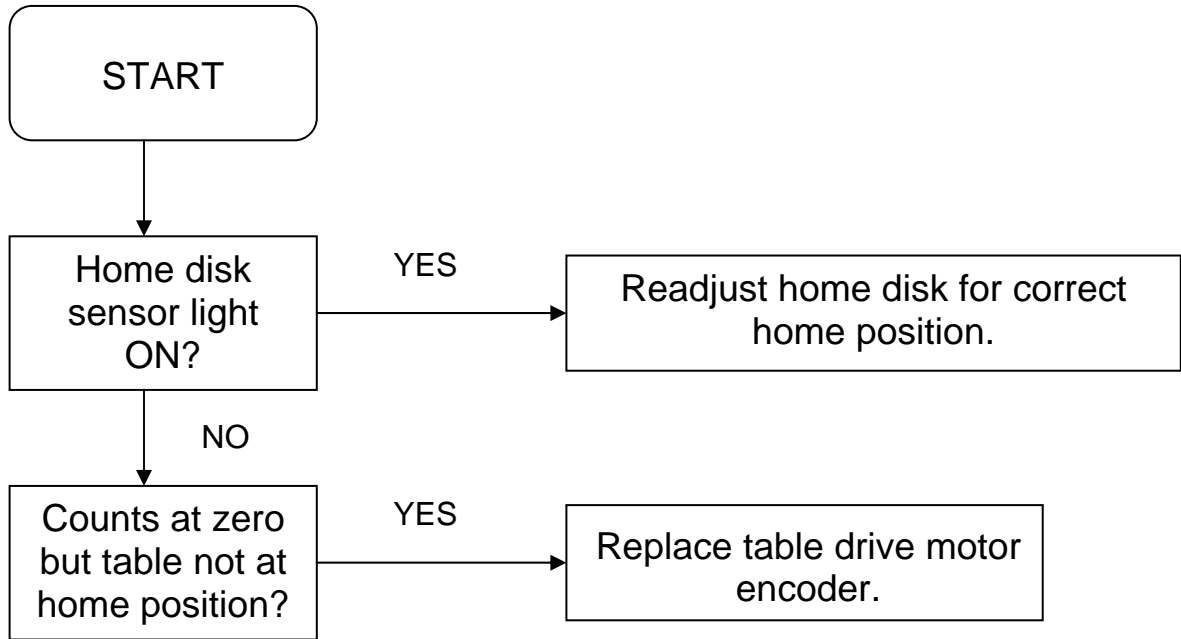 START
Home disk
sensor light
ON?
YES
Readjust home disk for correct
home position.
NO
Counts at zero
but table not at
home position?
YES
Replace table drive motor
encoder.